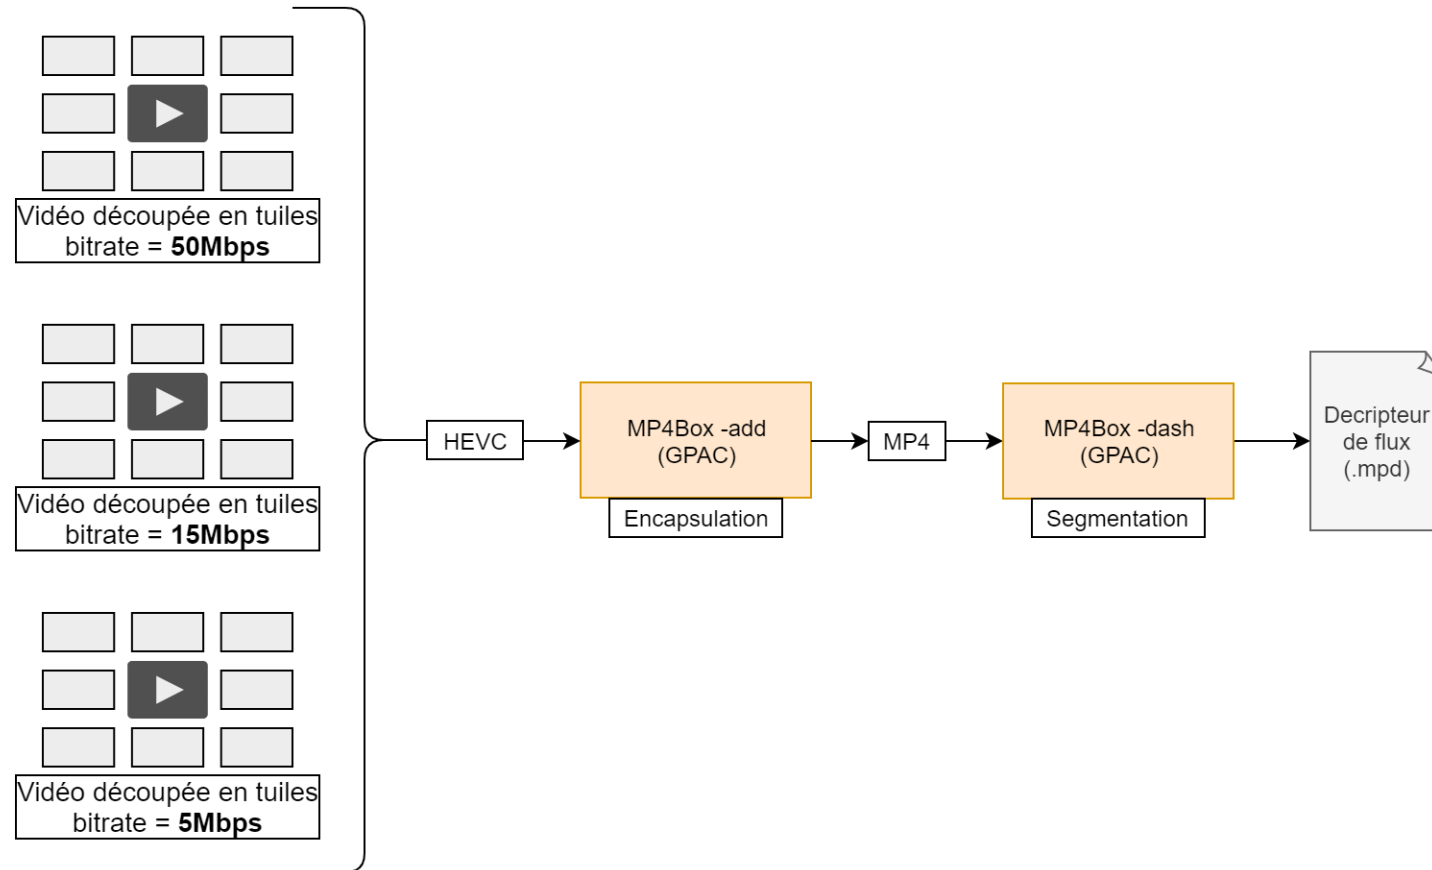 Vidéo découpée en tuiles
bitrate = 50Mbps
Vidéo découpée en tuiles
bitrate = 15Mbps
Vidéo découpée en tuiles
bitrate = 5Mbps
HEVC
MP4Box -add
(GPAC)
Encapsulation
MP4
MP4Box -dash
(GPAC)
Segmentation
Decripteur
de flux
(.mpd)